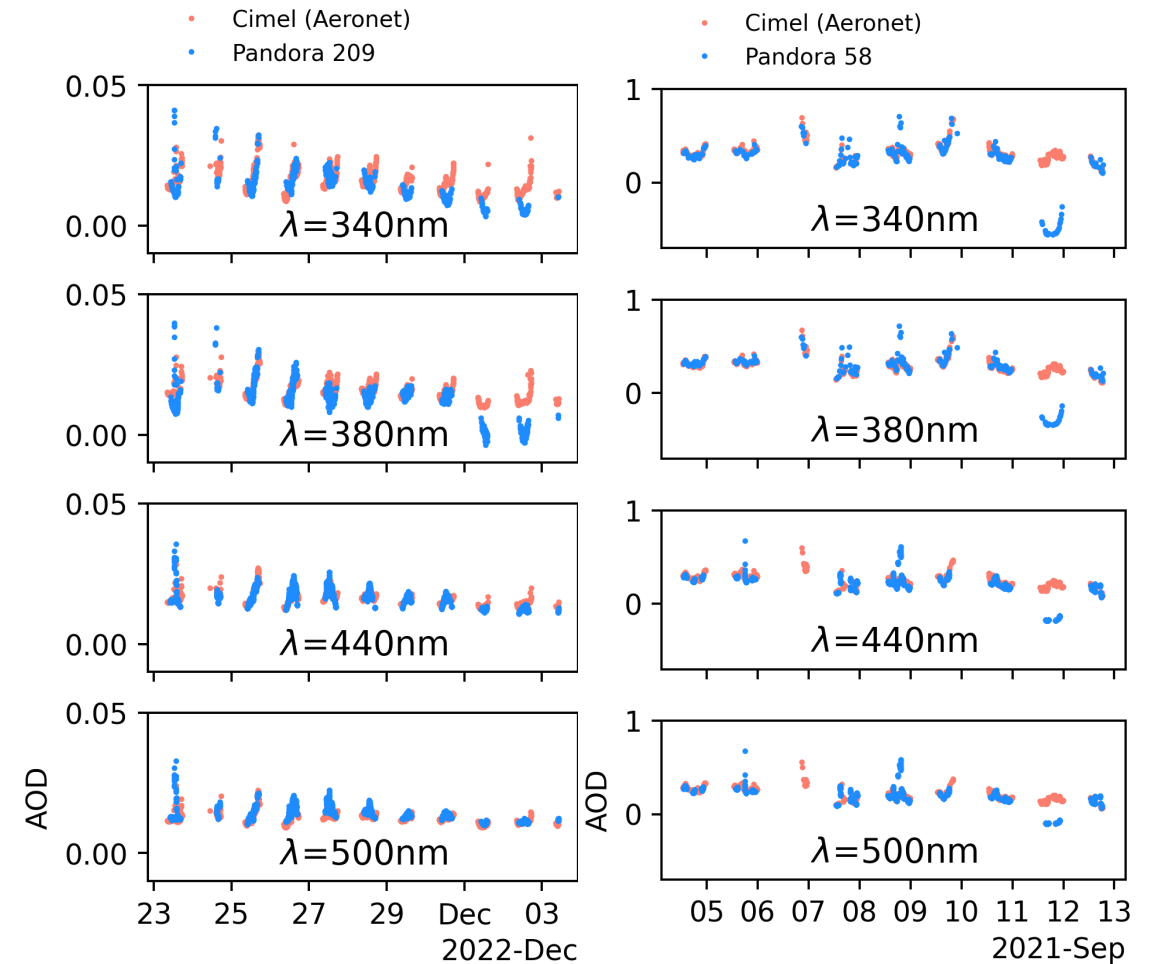 Cimel (Aeronet)
Pandora 209
0.05
0.00
λ=340nm
0.05
0.00
λ=380nm
0.05
0.00
λ=440nm
0.05
0.00
λ=500nm
AOD
23 25 27 29 Dec 03
2022-Dec
Cimel (Aeronet)
Pandora 58
1
0
λ=340nm
1
0
λ=380nm
1
0
λ=440nm
1
0
λ=500nm
AOD
05 06 07 08 09 10 11 12 13
2021-Sep